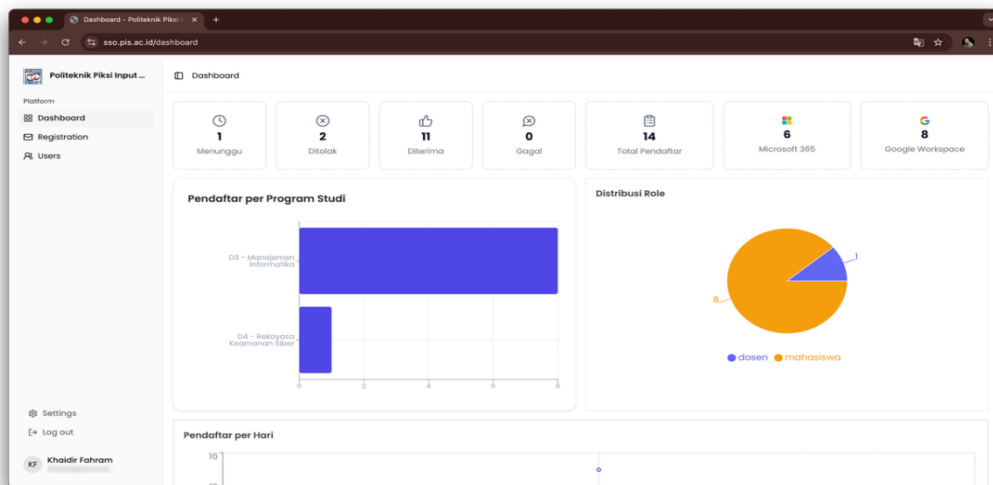 Dashboard - Politeknik Piksi
sso.pis.ac.id/dashboard
Politeknik Piksi Input ...
Dashboard
Platform
Dashboard
Registration
Users
1
Menunggu
2
Ditolak
11
Diterima
0
Gagal
14
Total Pendaftar
6
Microsoft 365
8
Google Workspace
Pendaftar per Program Studi
D3 - Manajemen
Informatika
D4 - Rekayasa
Keamanan Siber
0 2 4 6 8
Distribusi Role
1
8
dosen mahasiswa
Pendaftar per Hari
16
Settings
Log out
KF
Khaidir Fahram